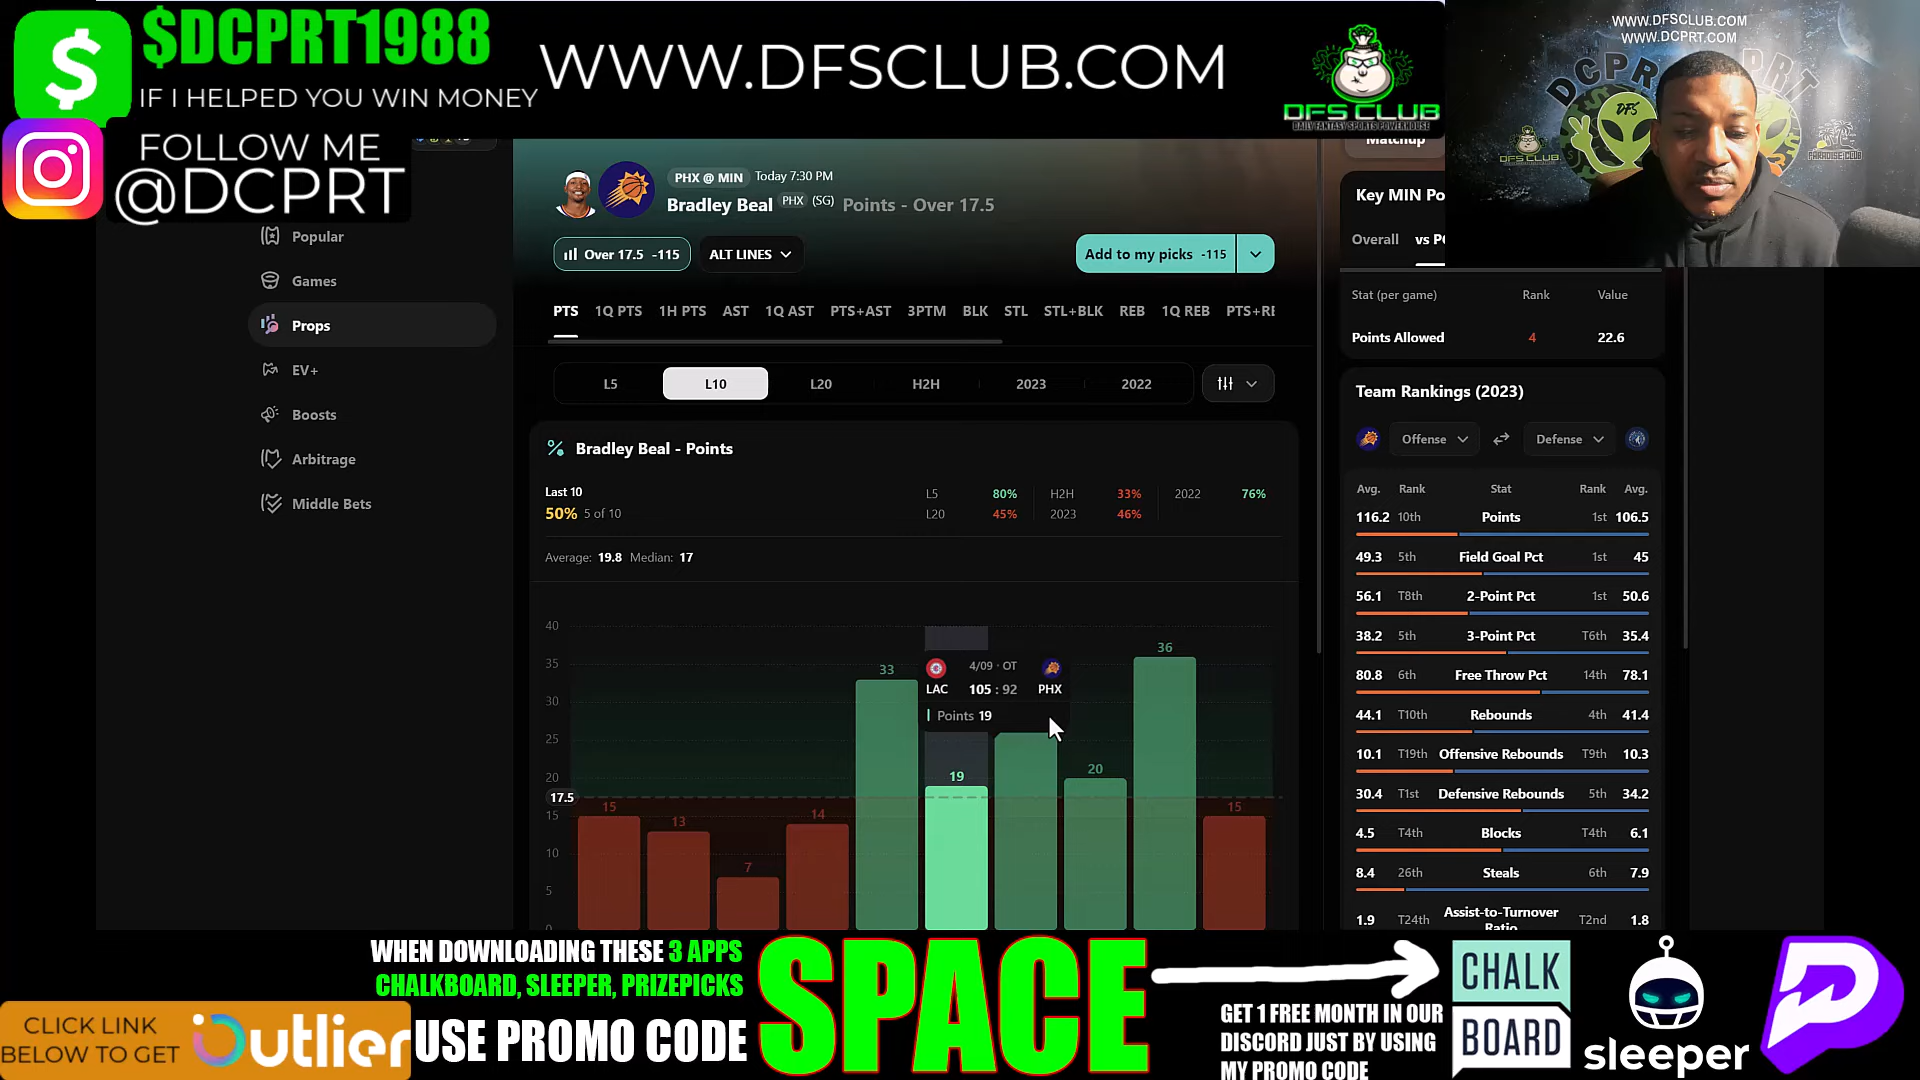 $DCPRT1988
IF I HELPED YOU WIN MONEY
WWW.DFSCLUB.COM
DFS CLUB
DAILY FANTASY SPORTS POWERHOUSE
FOLLOW ME
@DCPRT
WWW.DFSCLUB.COM
WWW.DCPRT.COM
DCPRT
DFS
DFS CLUB
Popular
Games
Props
EV+
Boosts
Arbitrage
Middle Bets
PHX @ MIN Today 7:30 PM
Bradley Beal PHX (SG) Points - Over 17.5
Over 17.5 -115 ALT LINES
Add to my picks -115
PTS 1Q PTS 1H PTS AST 1Q AST PTS+AST 3PTM BLK STL STL+BLK REB 1Q REB PTS+RE
L5 L10 L20 H2H 2023 2022
Bradley Beal - Points
Last 10
50% 5 of 10
L5 80% H2H 33% 2022 76%
L20 45% 2023 46%
Average: 19.8 Median: 17
40
35
30
25
20
17.5
15
10
5
0
15
13
7
14
33
19
20
36
15
4/09 · OT
LAC 105 : 92 PHX
Points 19
Matchup
Key MIN Po
Overall vs PO
Stat (per game) Rank Value
Points Allowed 4 22.6
Team Rankings (2023)
Offense Defense
Avg. Rank Stat Rank Avg.
116.2 10th Points 1st 106.5
49.3 5th Field Goal Pct 1st 45
56.1 T8th 2-Point Pct 1st 50.6
38.2 5th 3-Point Pct T6th 35.4
80.8 6th Free Throw Pct 14th 78.1
44.1 T10th Rebounds 4th 41.4
10.1 T19th Offensive Rebounds T9th 10.3
30.4 T1st Defensive Rebounds 5th 34.2
4.5 T4th Blocks T4th 6.1
8.4 26th Steals 6th 7.9
1.9 T24th Assist-to-Turnover Ratio T2nd 1.8
WHEN DOWNLOADING THESE 3 APPS
CHALKBOARD, SLEEPER, PRIZEPICKS
USE PROMO CODE
SPACE
CLICK LINK
BELOW TO GET
Outlier
GET 1 FREE MONTH IN OUR
DISCORD JUST BY USING
MY PROMO CODE
CHALK
BOARD
sleeper